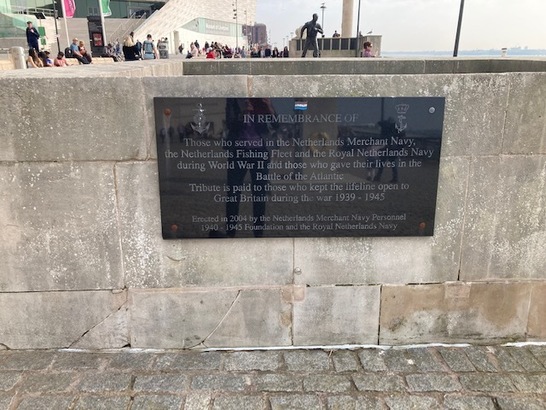 IN REMEMBRANCE OF
Those who served in the Netherlands Merchant Navy,
the Netherlands Fishing Fleet and the Royal Netherlands Navy
during World War II and those who gave their lives in the
Battle of the Atlantic
Tribute is paid to those who kept the lifeline open to
Great Britain during the war 1939 - 1945
Erected in 2004 by the Netherlands Merchant Navy Personnel
1940 - 1945 Foundation and the Royal Netherlands Navy